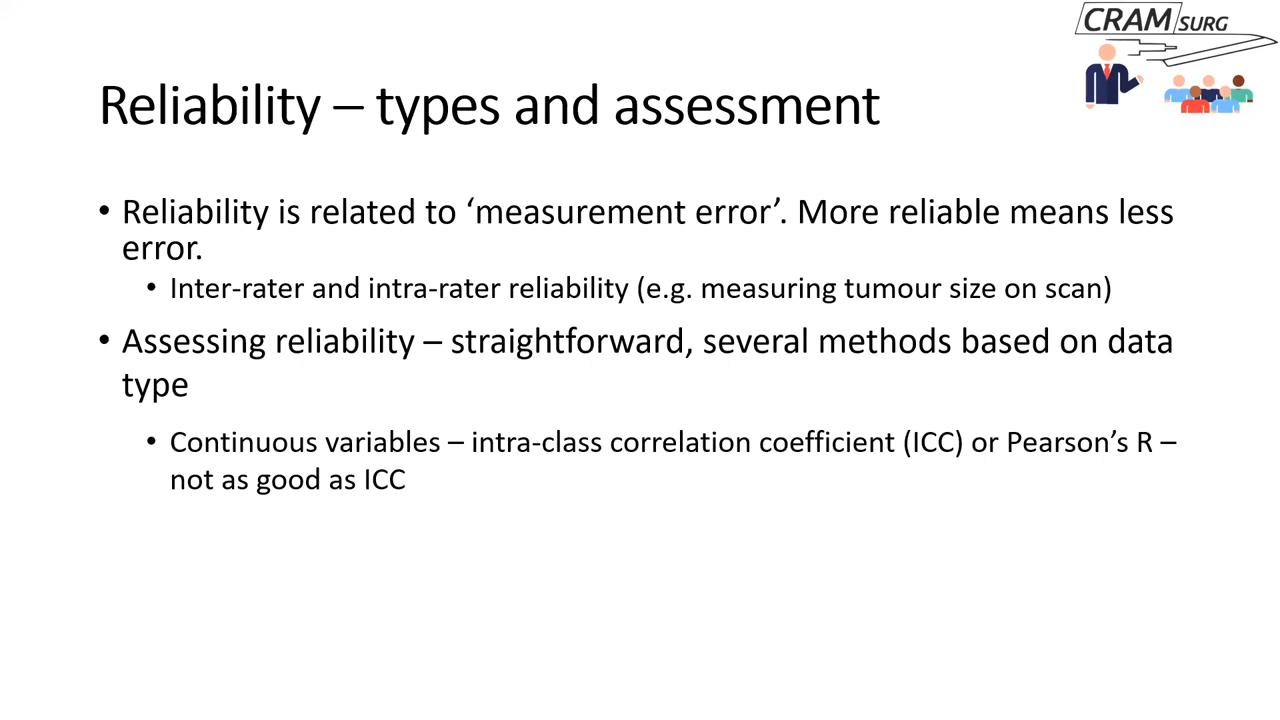 CRAM SURG
Reliability – types and assessment
• Reliability is related to ‘measurement error’. More reliable means less
error.
• Inter-rater and intra-rater reliability (e.g. measuring tumour size on scan)
• Assessing reliability – straightforward, several methods based on data
type
• Continuous variables – intra-class correlation coefficient (ICC) or Pearson’s R –
not as good as ICC